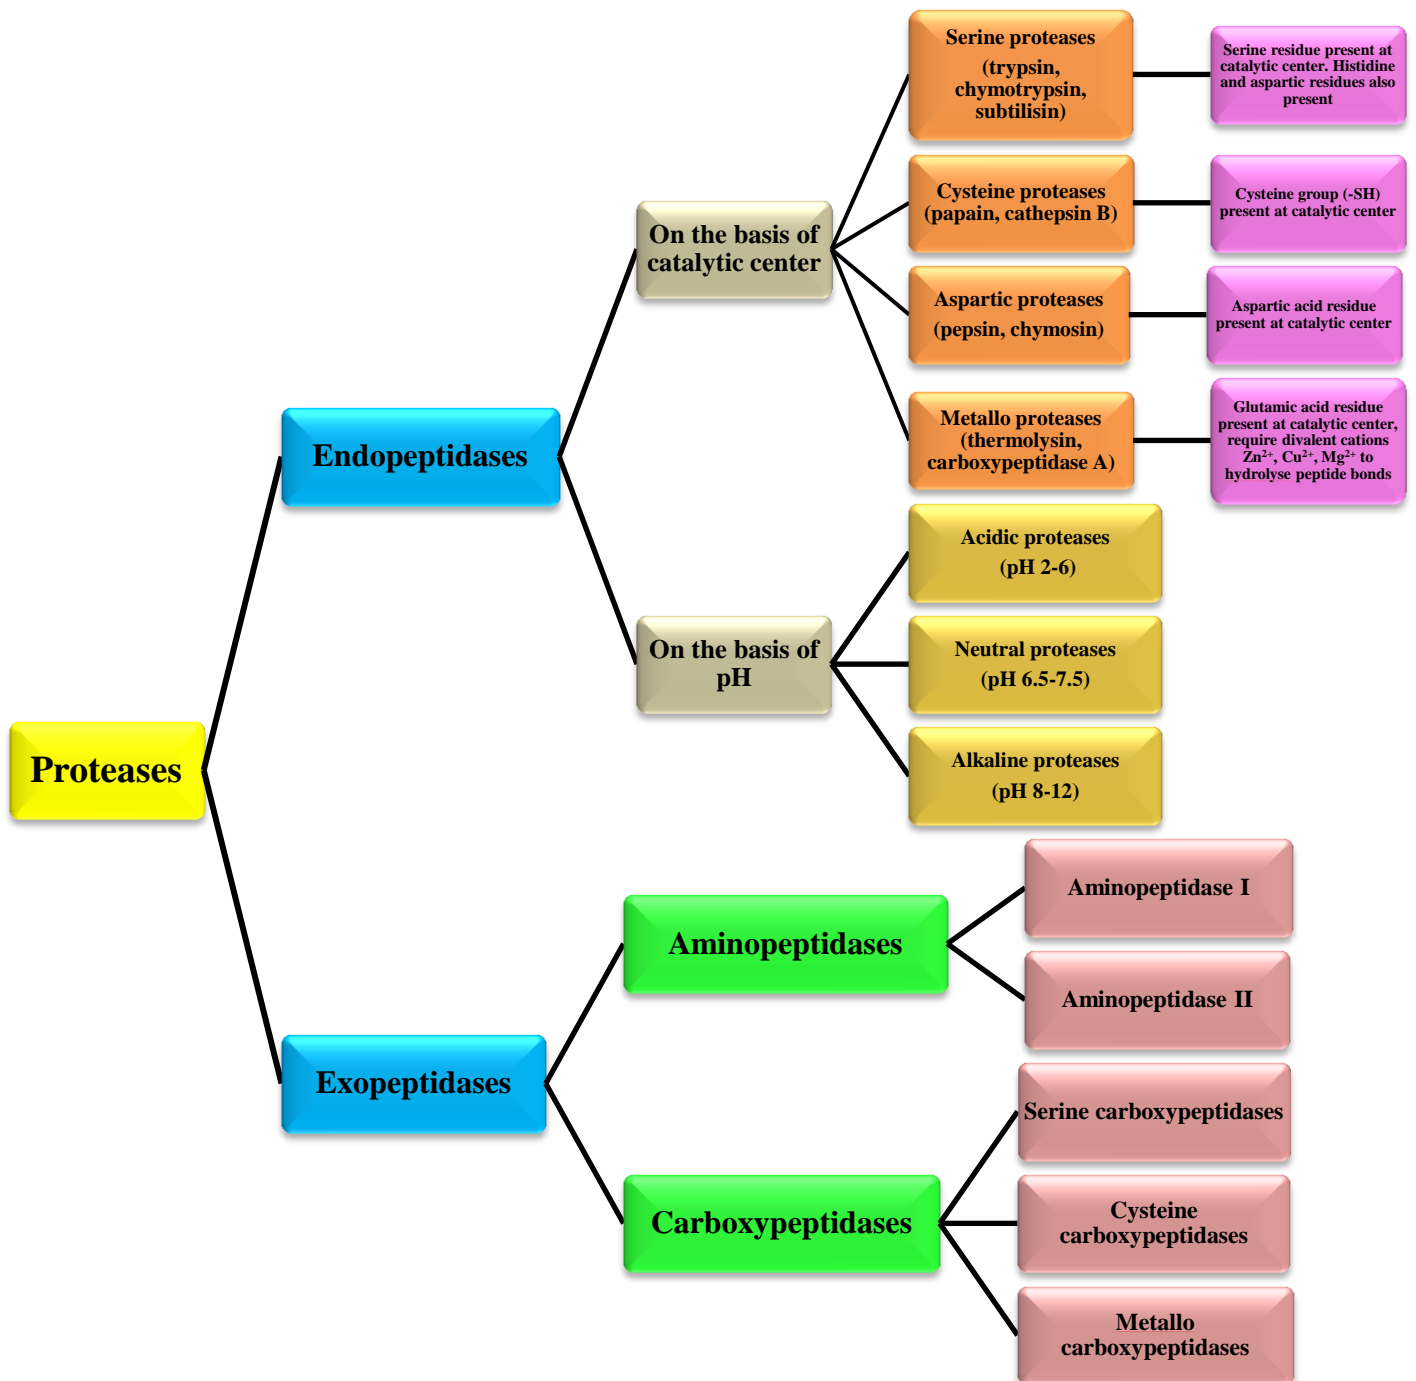 Proteases
Endopeptidases
On the basis of
catalytic center
Serine proteases
(trypsin,
chymotrypsin,
subtilisin)
Serine residue present at
catalytic center. Histidine
and aspartic residues also
present
Cysteine proteases
(papain, cathepsin B)
Cysteine group (-SH)
present at catalytic center
Aspartic proteases
(pepsin, chymosin)
Aspartic acid residue
present at catalytic center
Metallo proteases
(thermolysin,
carboxypeptidase A)
Glutamic acid residue
present at catalytic center,
require divalent cations
Zn²⁺, Cu²⁺, Mg²⁺ to
hydrolyse peptide bonds
On the basis of
pH
Acidic proteases
(pH 2-6)
Neutral proteases
(pH 6.5-7.5)
Alkaline proteases
(pH 8-12)
Exopeptidases
Aminopeptidases
Aminopeptidase I
Aminopeptidase II
Carboxypeptidases
Serine carboxypeptidases
Cysteine
carboxypeptidases
Metallo
carboxypeptidases